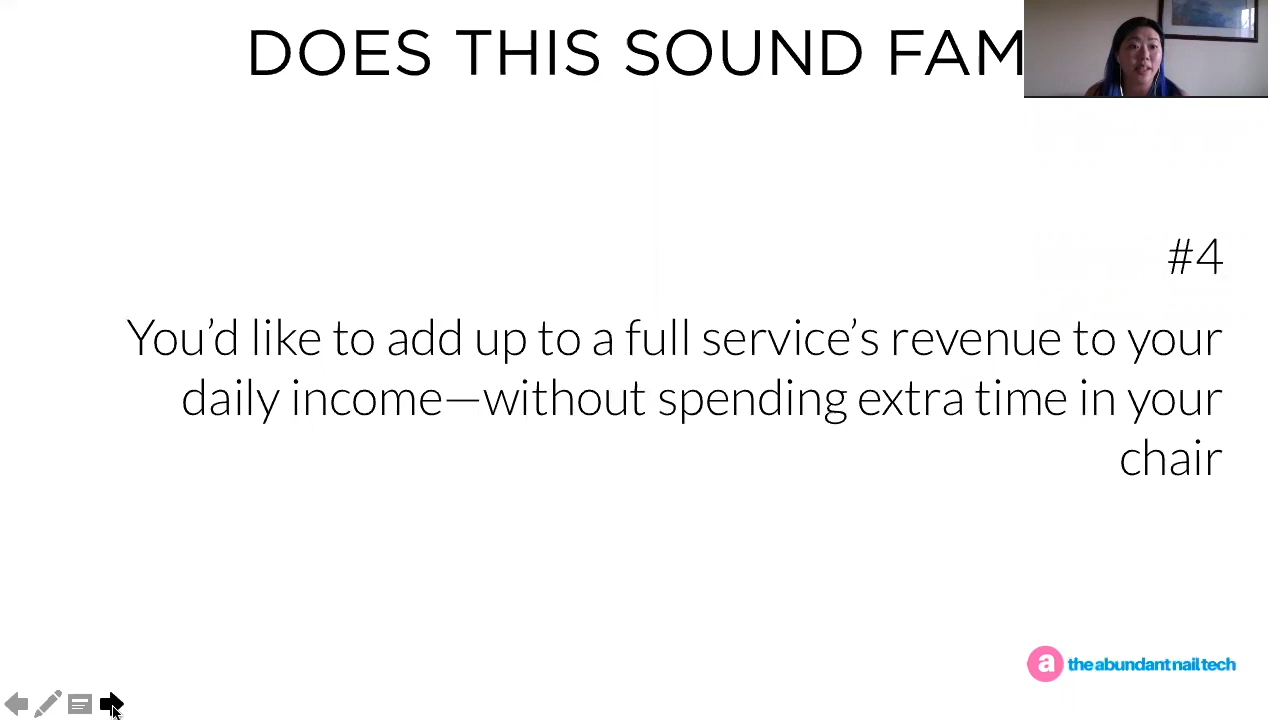 DOES THIS SOUND FAM
#4
You’d like to add up to a full service’s revenue to your
daily income—without spending extra time in your
chair
a the abundant nail tech